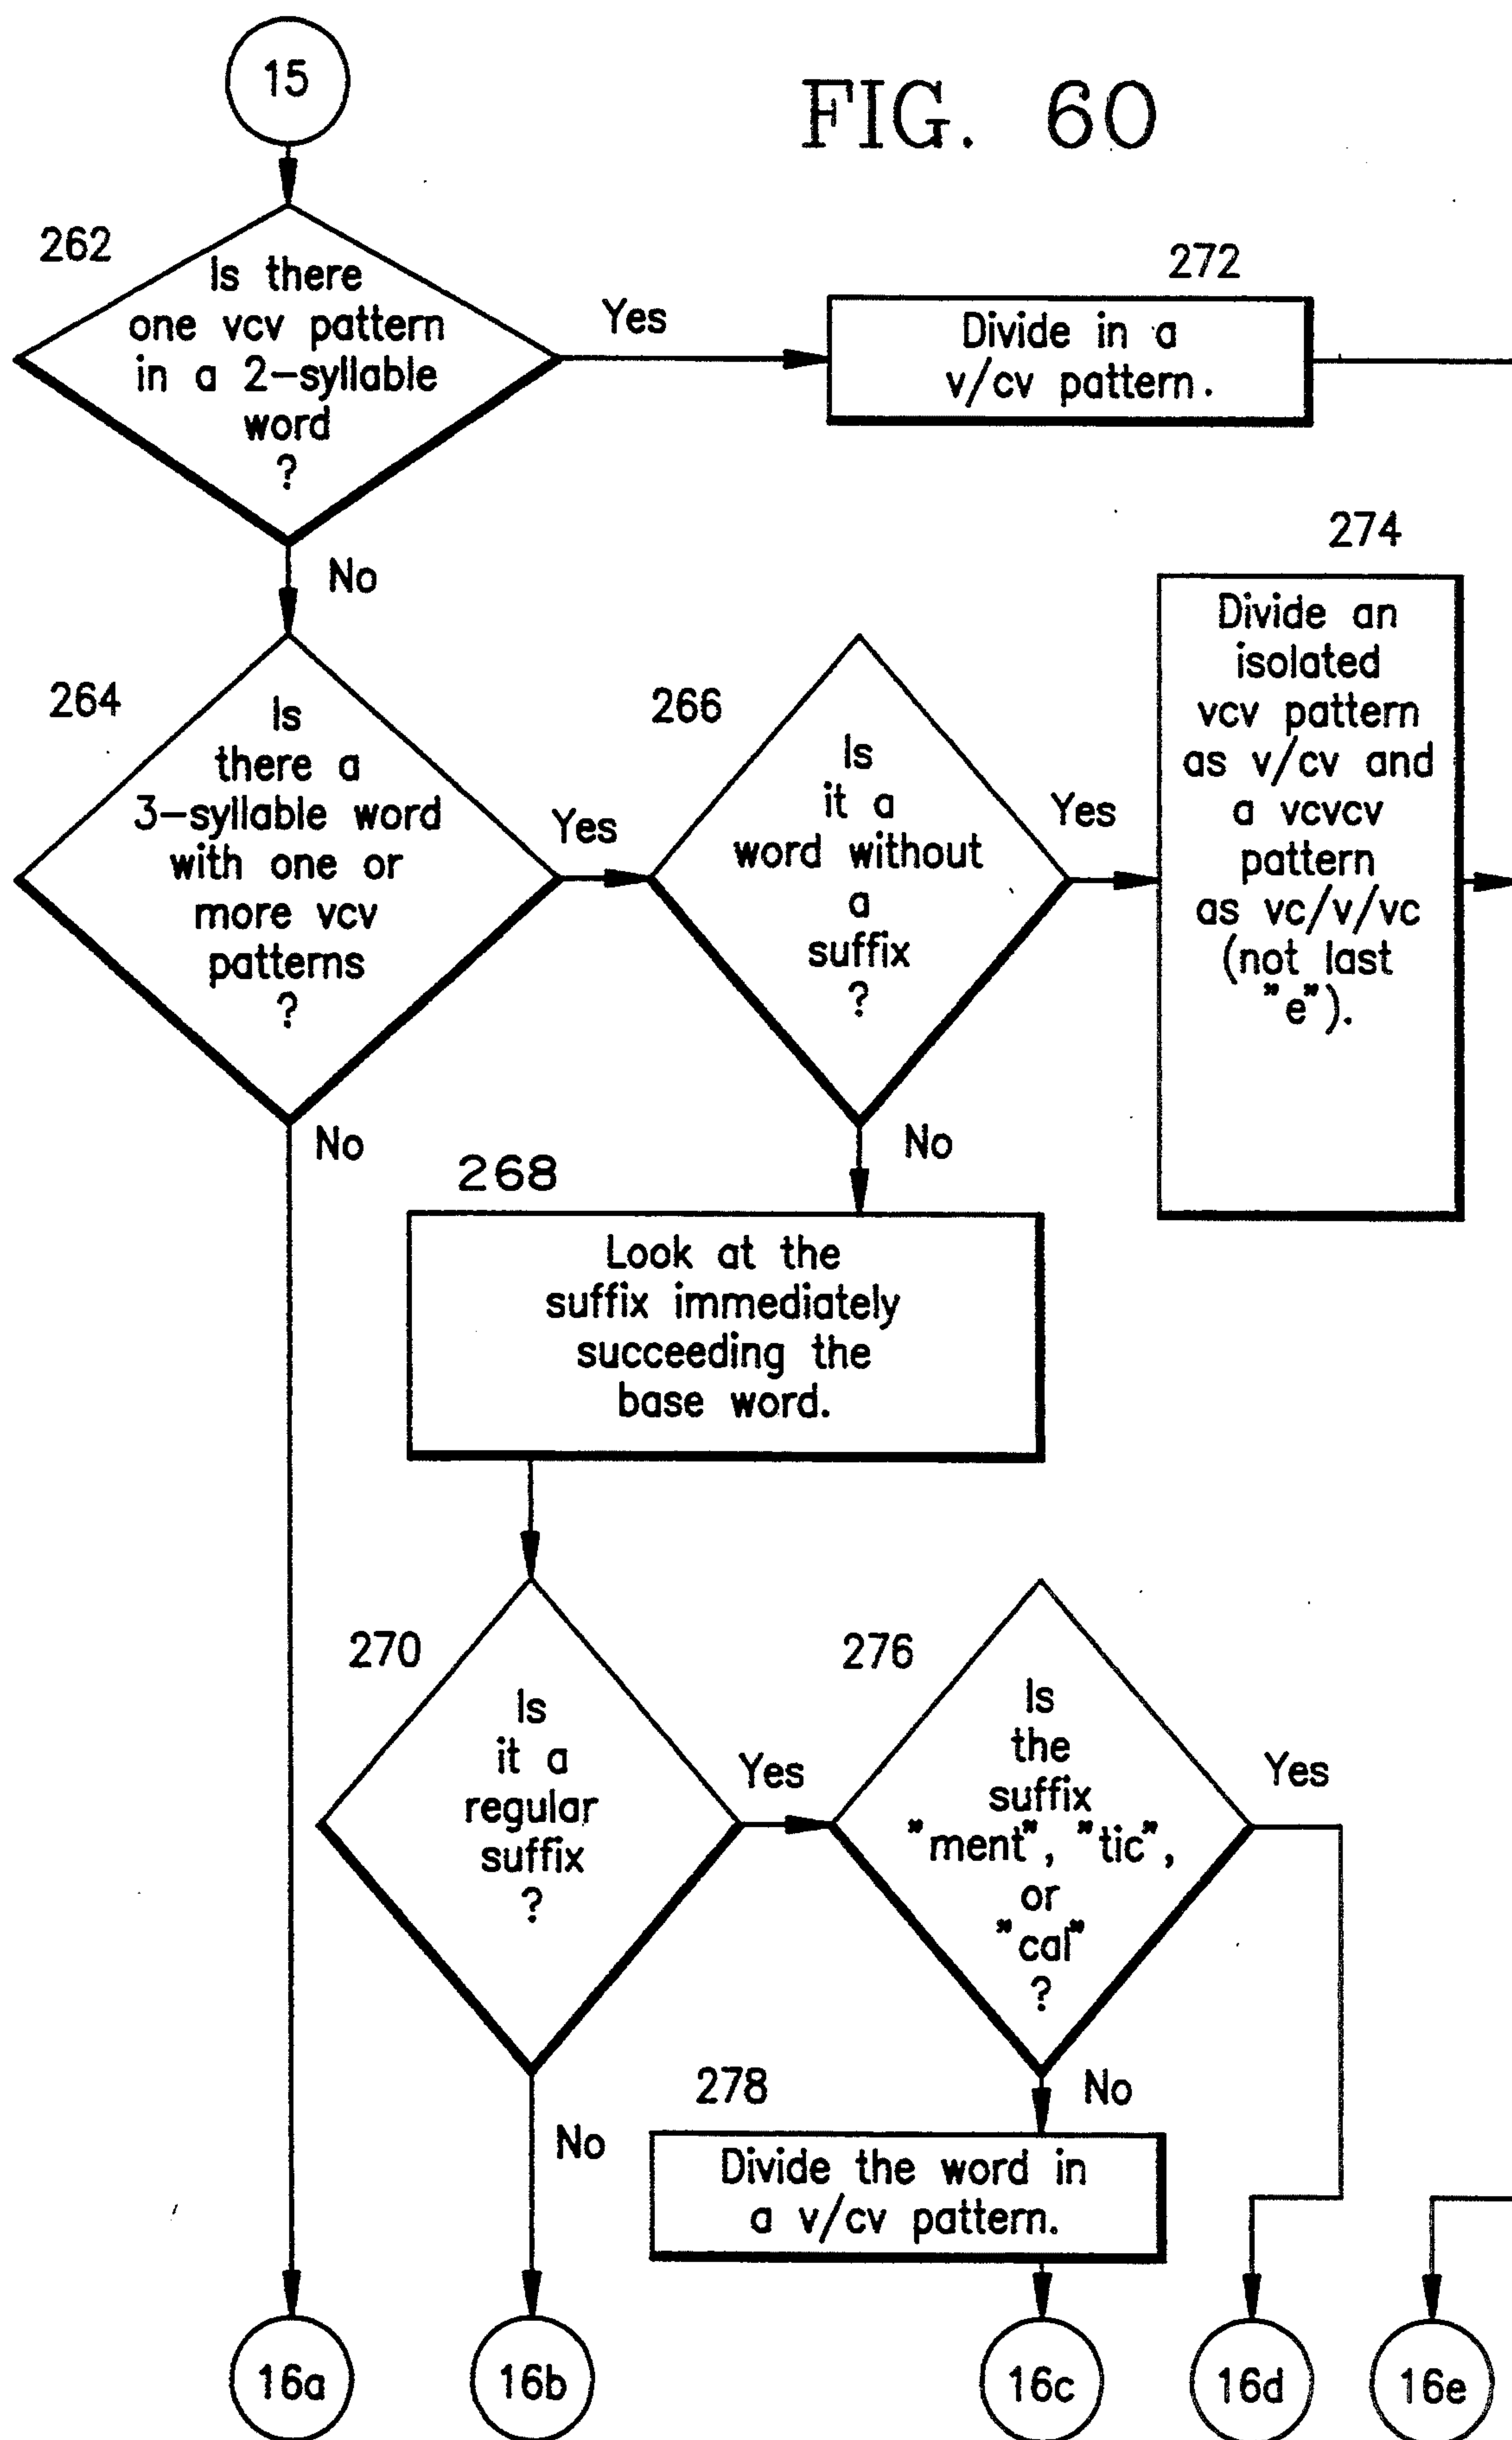 15
FIG. 60
262
Is there
one vcv pattern
in a 2-syllable
word
?
Yes
272
Divide in a
v/cv pattern.
No
264
Is
there a
3-syllable word
with one or
more vcv
patterns
?
Yes
266
Is
it a
word without
a
suffix
?
Yes
274
Divide an
isolated
vcv pattern
as v/cv and
a vcvcv
pattern
as vc/v/vc
(not last
"e").
No
No
268
Look at the
suffix immediately
succeeding the
base word.
270
Is
it a
regular
suffix
?
Yes
276
Is
the
suffix
"ment", "tic",
or
"cal"
?
Yes
No
No
278
Divide the word in
a v/cv pattern.
16a
16b
16c
16d
16e